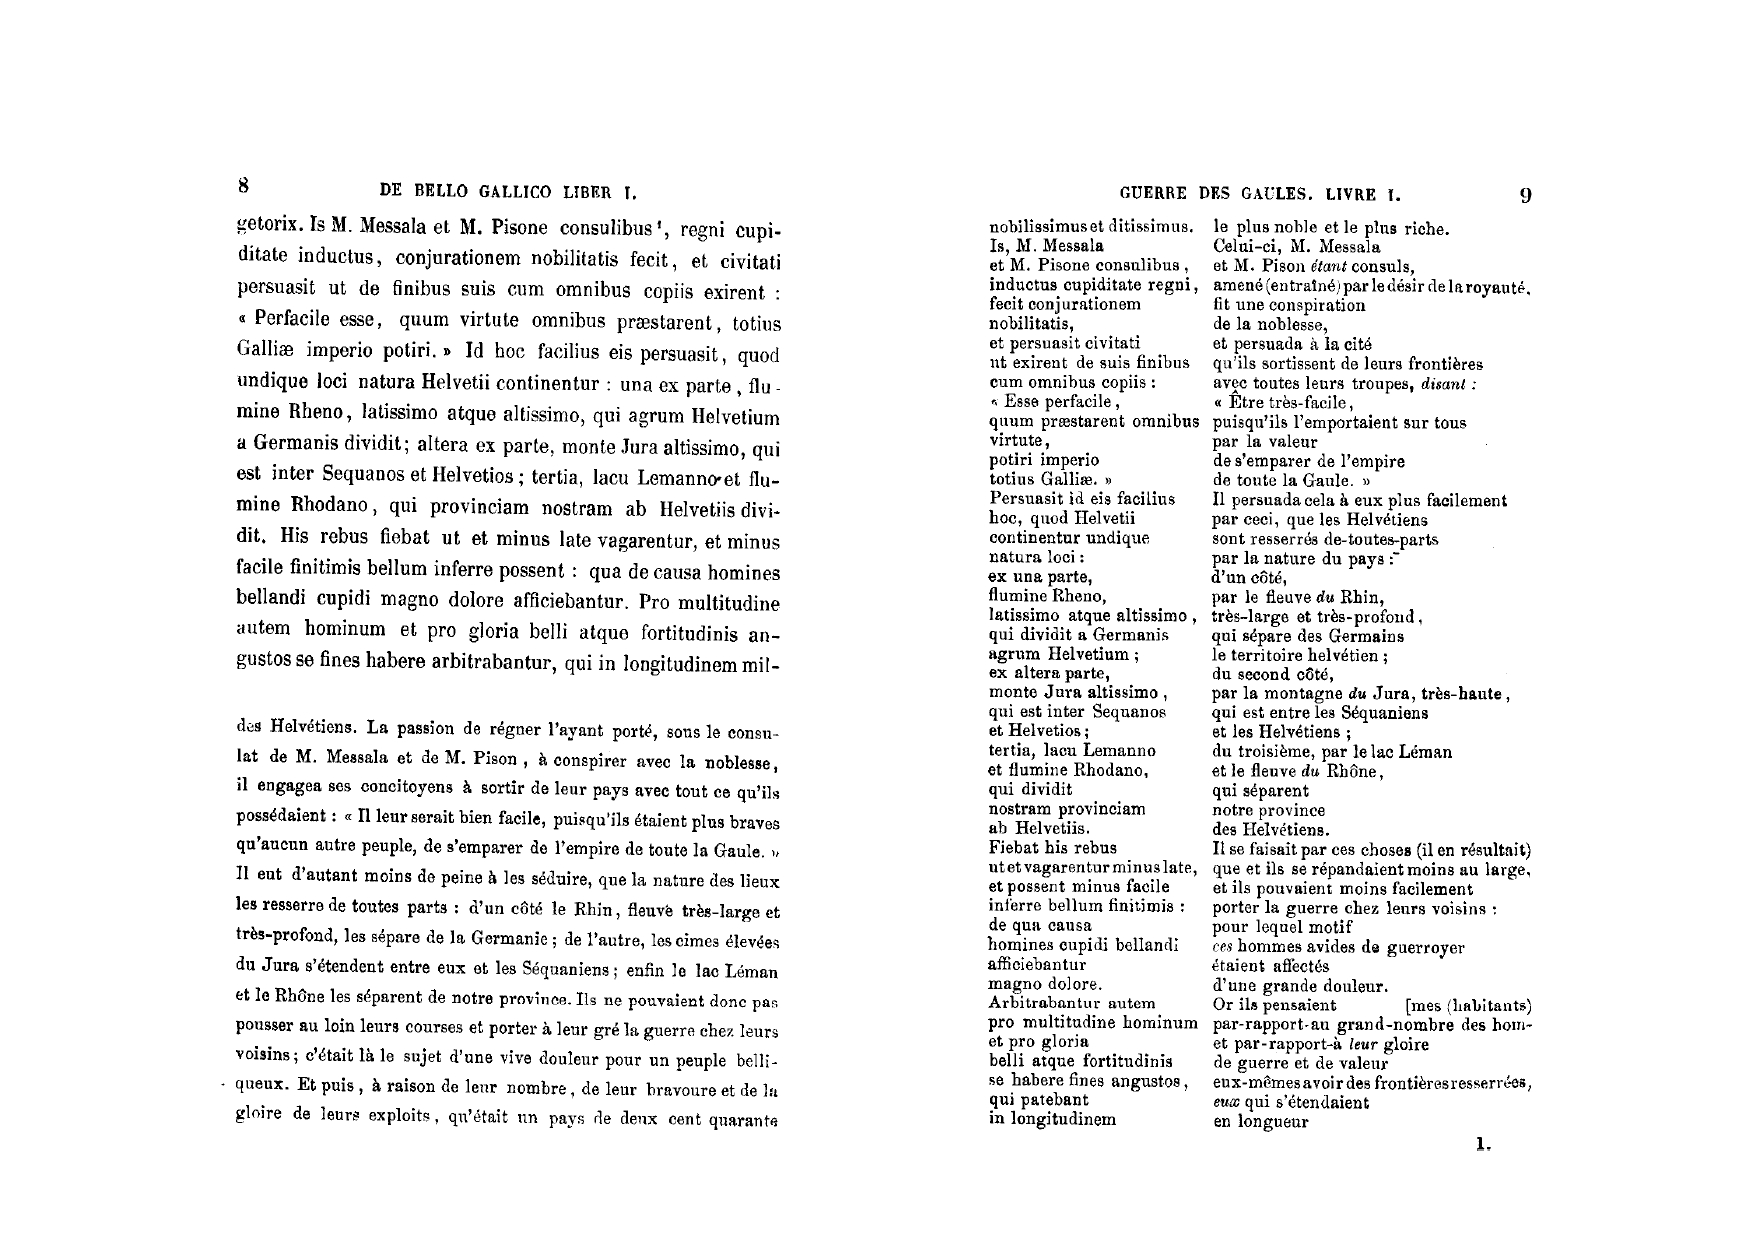 8
DE BELLO GALLICO LIBER I.
getorix. Is M. Messala et M. Pisone consulibus¹, regni cupi-
ditate inductus, conjurationem nobilitatis fecit, et civitati
persuasit ut de finibus suis cum omnibus copiis exirent :
« Perfacile esse, quum virtute omnibus præstarent, totius
Galliæ imperio potiri. » Id hoc facilius eis persuasit, quod
undique loci natura Helvetii continentur : una ex parte, flu-
mine Rheno, latissimo atque altissimo, qui agrum Helvetium
a Germanis dividit; altera ex parte, monte Jura altissimo, qui
est inter Sequanos et Helvetios ; tertia, lacu Lemanno et flu-
mine Rhodano, qui provinciam nostram ab Helvetiis divi-
dit. His rebus fiebat ut et minus late vagarentur, et minus
facile finitimis bellum inferre possent : qua de causa homines
bellandi cupidi magno dolore afficiebantur. Pro multitudine
autem hominum et pro gloria belli atque fortitudinis an-
gustos se fines habere arbitrabantur, qui in longitudinem mil-
des Helvétiens. La passion de régner l'ayant porté, sous le consu-
lat de M. Messala et de M. Pison, à conspirer avec la noblesse,
il engagea ses concitoyens à sortir de leur pays avec tout ce qu'ils
possédaient : « Il leur serait bien facile, puisqu'ils étaient plus braves
qu'aucun autre peuple, de s'emparer de l'empire de toute la Gaule. »
Il eut d'autant moins de peine à les séduire, que la nature des lieux
les resserre de toutes parts : d'un côté le Rhin, fleuve très-large et
très-profond, les sépare de la Germanie ; de l'autre, les cimes élevées
du Jura s'étendent entre eux et les Séquaniens ; enfin le lac Léman
et le Rhône les séparent de notre province. Ils ne pouvaient donc pas
pousser au loin leurs courses et porter à leur gré la guerre chez leurs
voisins ; c'était là le sujet d'une vive douleur pour un peuple belli-
queux. Et puis, à raison de leur nombre, de leur bravoure et de la
gloire de leurs exploits, qu'était un pays de deux cent quarante
GUERRE DES GAULES. LIVRE I.
9
nobilissimus et ditissimus.
Is, M. Messala
et M. Pisone consulibus,
inductus cupiditate regni,
fecit conjurationem
nobilitatis,
et persuasit civitati
ut exirent de suis finibus
cum omnibus copiis :
« Esse perfacile,
quum præstarent omnibus
virtute,
potiri imperio
totius Galliæ. »
Persuasit id eis facilius
hoc, quod Helvetii
continentur undique
natura loci :
ex una parte,
flumine Rheno,
latissimo atque altissimo,
qui dividit a Germanis
agrum Helvetium ;
ex altera parte,
monte Jura altissimo,
qui est inter Sequanos
et Helvetios ;
tertia, lacu Lemanno
et flumine Rhodano,
qui dividit
nostram provinciam
ab Helvetiis.
Fiebat his rebus
ut et vagarentur minus late,
et possent minus facile
inferre bellum finitimis :
de qua causa
homines cupidi bellandi
afficiebantur
magno dolore.
Arbitrabantur autem
pro multitudine hominum
et pro gloria
belli atque fortitudinis
se habere fines angustos,
qui patebant
in longitudinem
le plus noble et le plus riche.
Celui-ci, M. Messala
et M. Pison étant consuls,
amené (entraîné) par le désir de la royauté,
fit une conspiration
de la noblesse,
et persuada à la cité
qu'ils sortissent de leurs frontières
avec toutes leurs troupes, disant :
« Être très-facile,
puisqu'ils l'emportaient sur tous
par la valeur
de s'emparer de l'empire
de toute la Gaule. »
Il persuada cela à eux plus facilement
par ceci, que les Helvétiens
sont resserrés de-toutes-parts
par la nature du pays :
d'un côté,
par le fleuve du Rhin,
très-large et très-profond,
qui sépare des Germains
le territoire helvétien ;
du second côté,
par la montagne du Jura, très-haute,
qui est entre les Séquaniens
et les Helvétiens ;
du troisième, par le lac Léman
et le fleuve du Rhône,
qui séparent
notre province
des Helvétiens.
Il se faisait par ces choses (il en résultait)
que et ils se répandaient moins au large,
et ils pouvaient moins facilement
porter la guerre chez leurs voisins :
pour lequel motif
ces hommes avides de guerroyer
étaient affectés
d'une grande douleur.
Or ils pensaient [mes (habitants)
par-rapport-au grand-nombre des hom-
et par-rapport-à leur gloire
de guerre et de valeur
eux-mêmes avoir des frontières resserrées,
eux qui s'étendaient
en longueur
1.